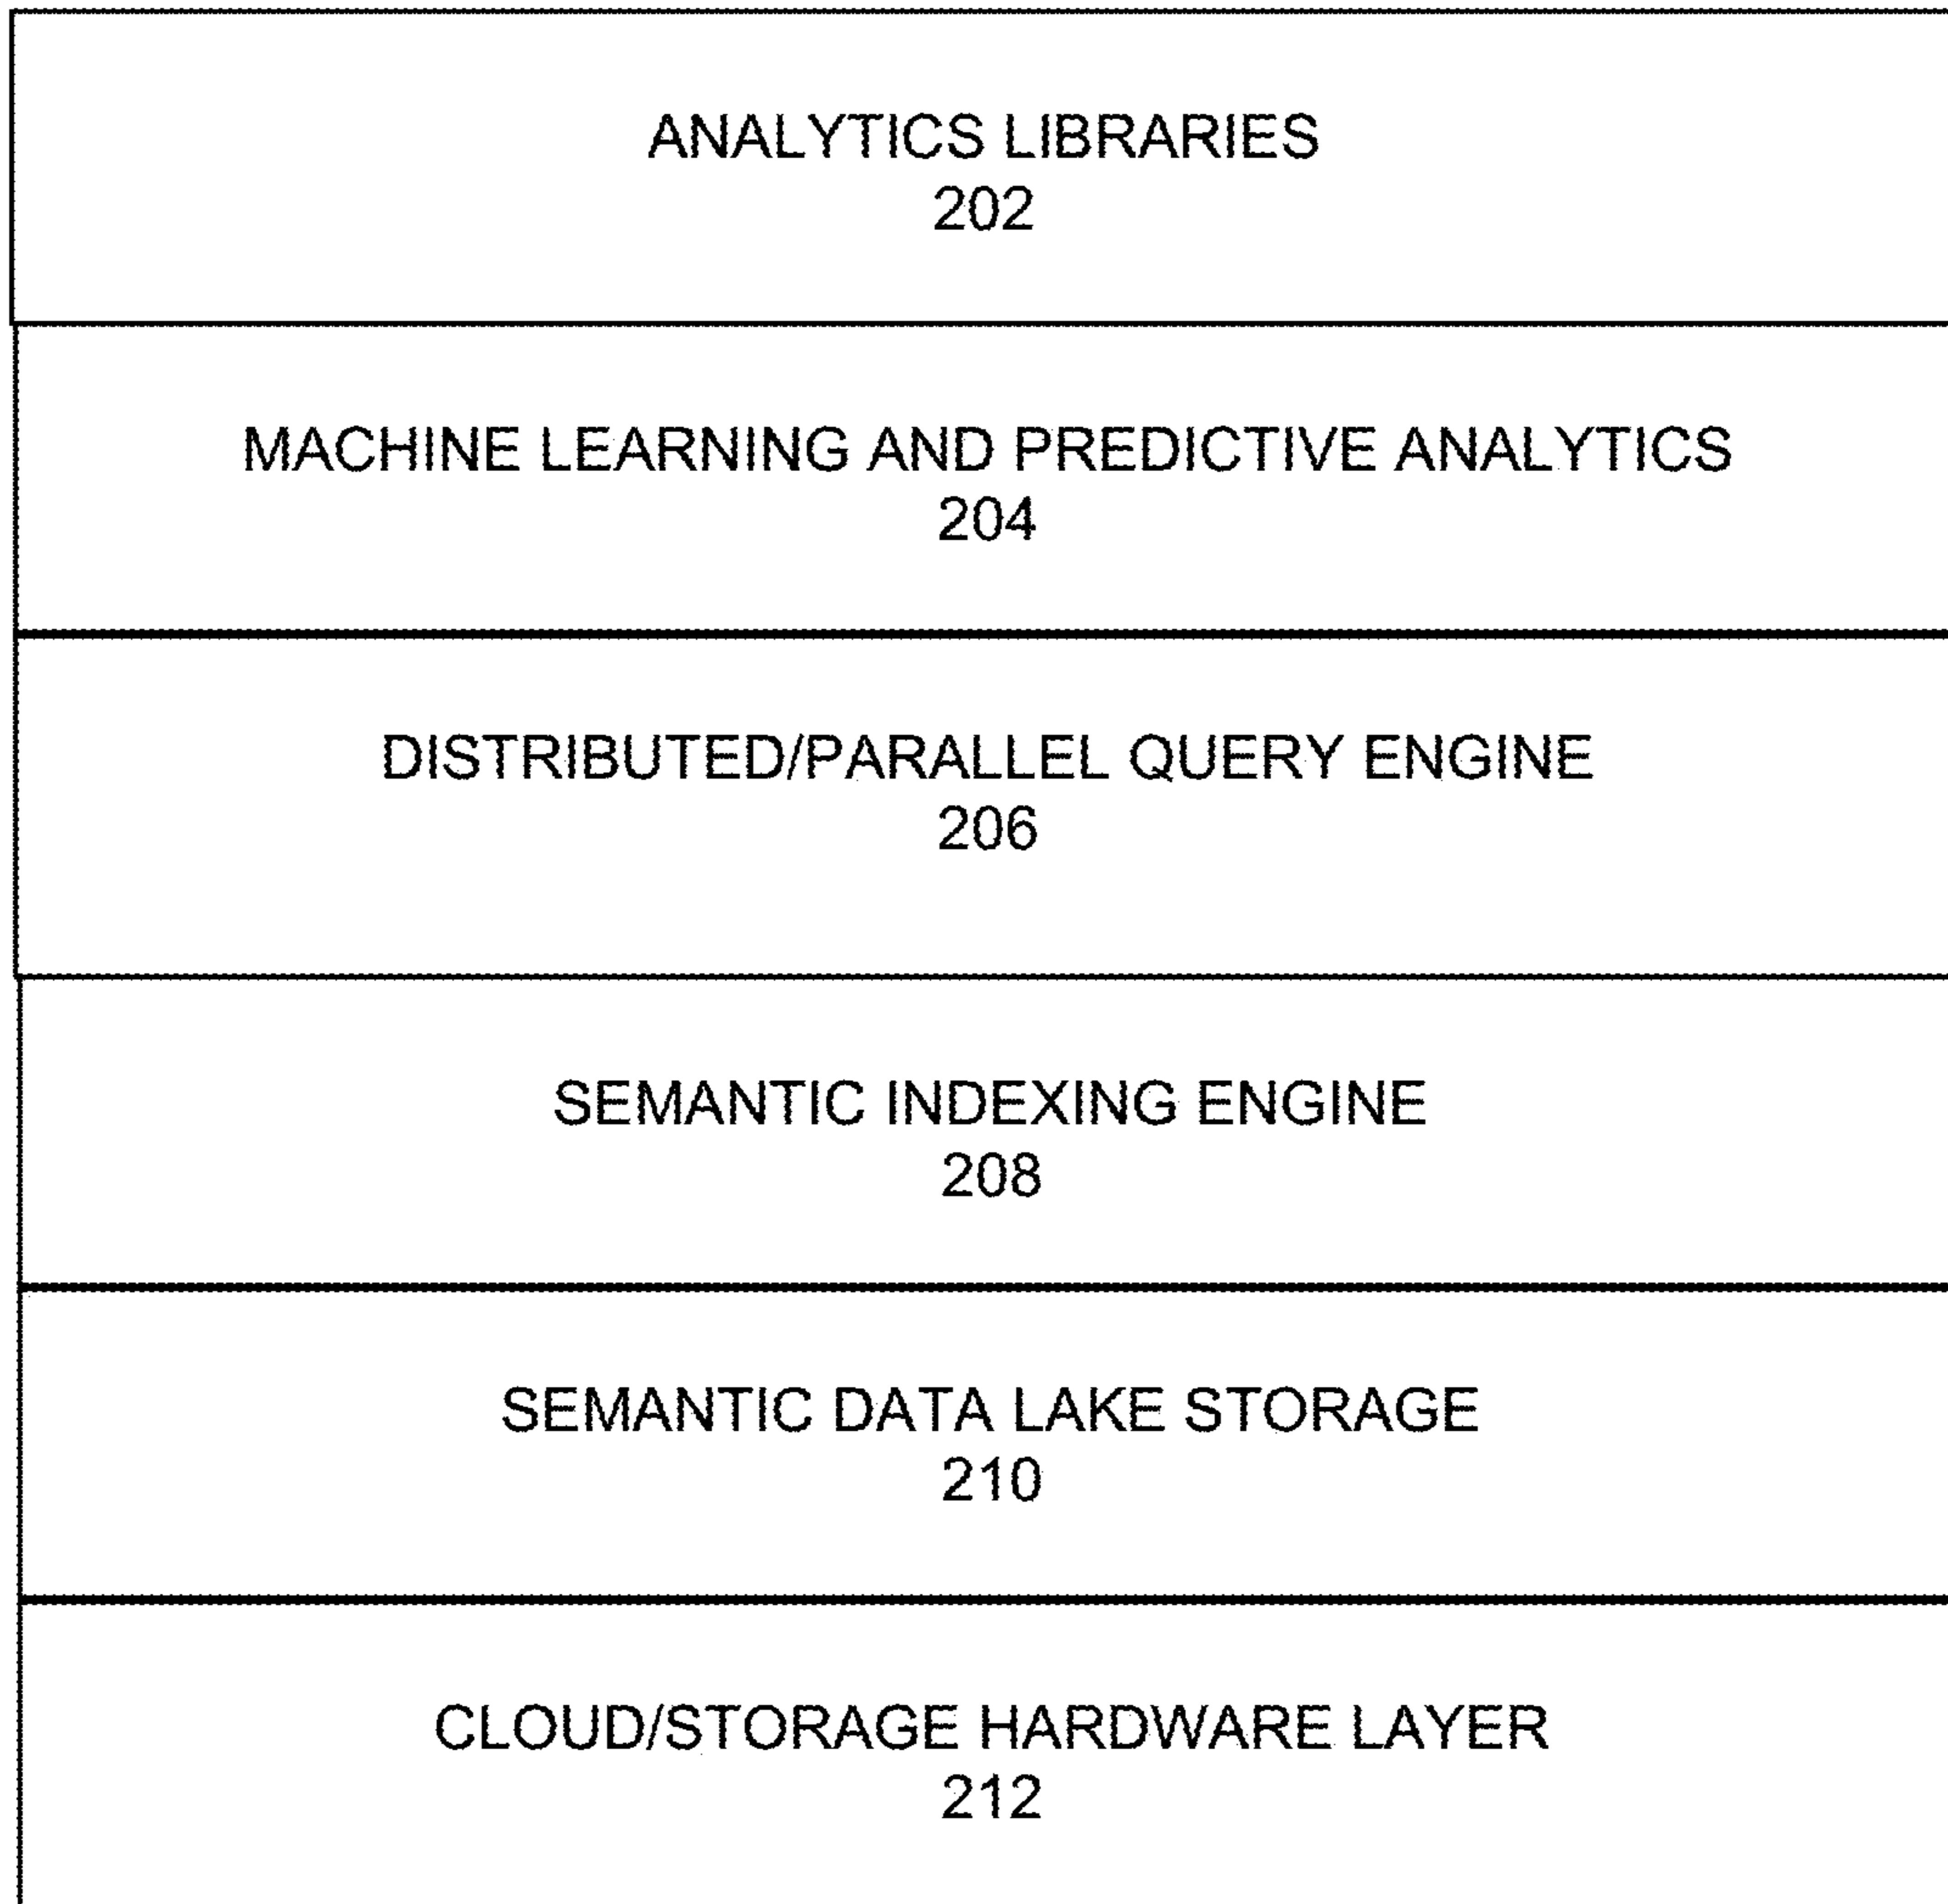 ANALYTICS LIBRARIES
202
MACHINE LEARNING AND PREDICTIVE ANALYTICS
204
DISTRIBUTED/PARALLEL QUERY ENGINE
206
SEMANTIC INDEXING ENGINE
208
SEMANTIC DATA LAKE STORAGE
210
CLOUD/STORAGE HARDWARE LAYER
212